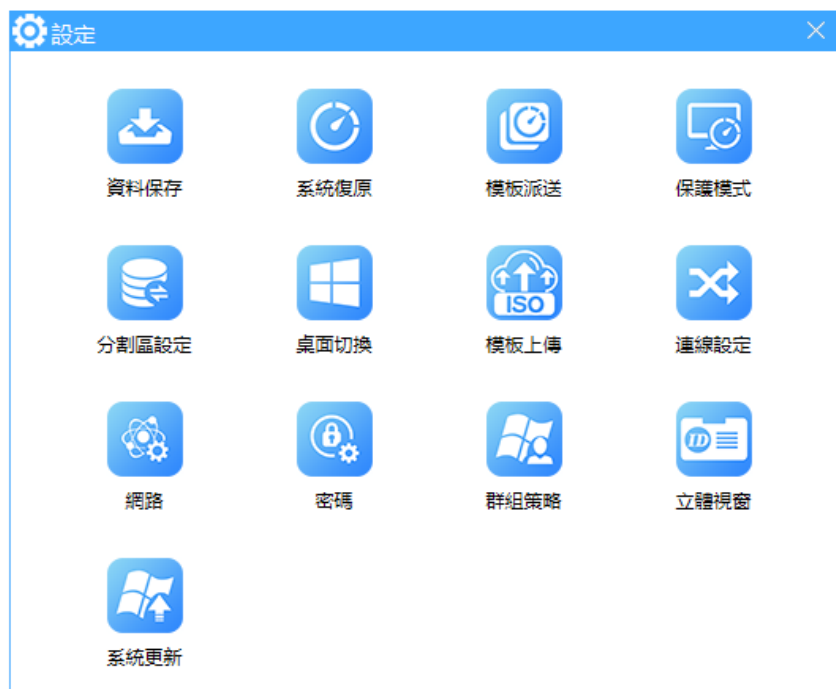 設定
資料保存
系統復原
模板派送
保護模式
分割區設定
桌面切換
ISO
模板上傳
連線設定
網路
密碼
群組策略
ID
立體視窗
系統更新